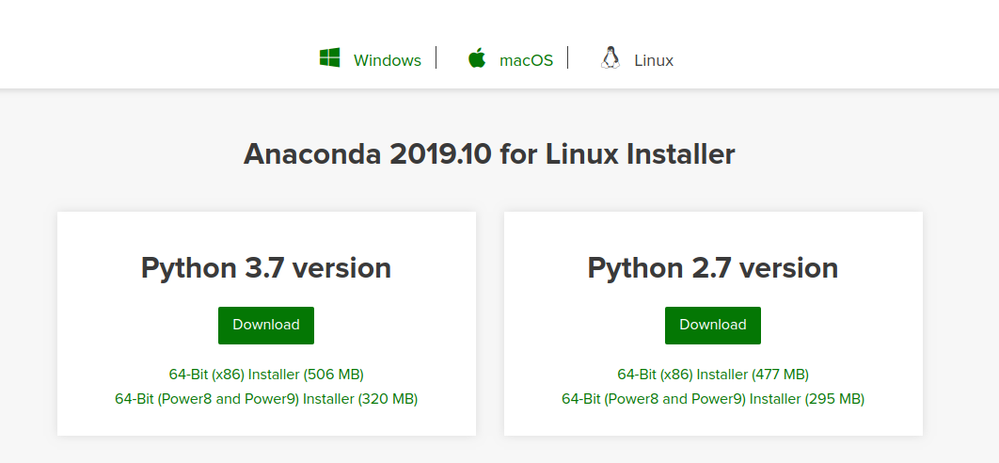 Windows macOS Linux
Anaconda 2019.10 for Linux Installer
Python 3.7 version
Download
64-Bit (x86) Installer (506 MB)
64-Bit (Power8 and Power9) Installer (320 MB)
Python 2.7 version
Download
64-Bit (x86) Installer (477 MB)
64-Bit (Power8 and Power9) Installer (295 MB)